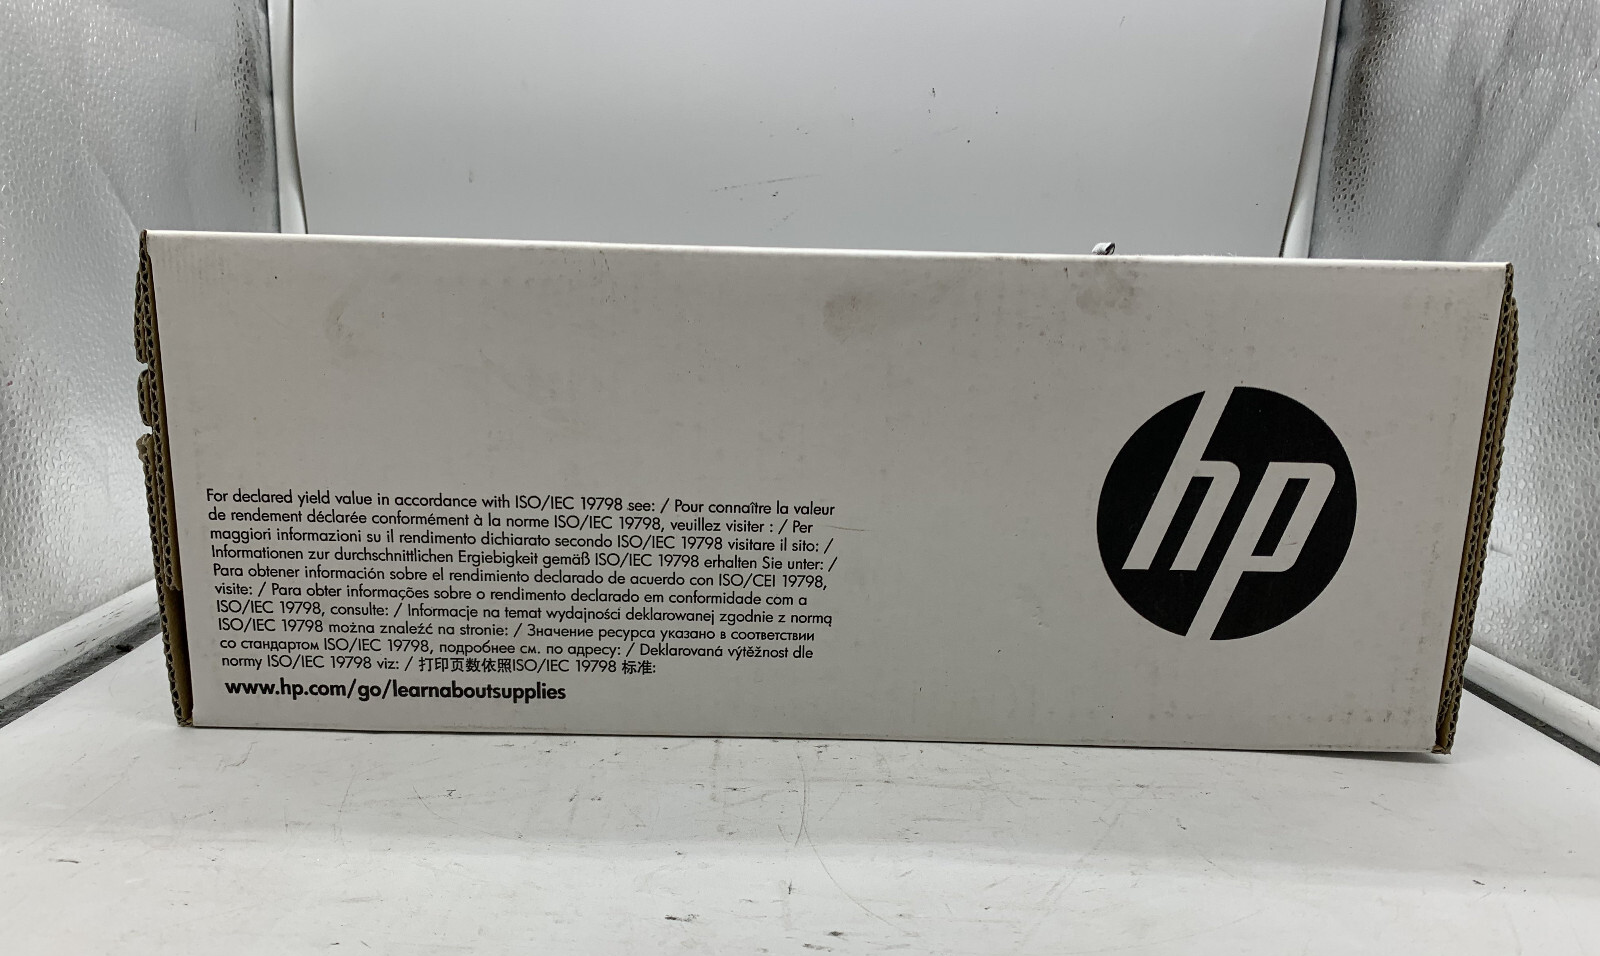 For declared yield value in accordance with ISO/IEC 19798 see: / Pour connaître la valeur
de rendement déclarée conformément à la norme ISO/IEC 19798, veuillez visiter : / Per
maggiori informazioni su il rendimento dichiarato secondo ISO/IEC 19798 visitare il sito: /
Informationen zur durchschnittlichen Ergiebigkeit gemäß ISO/IEC 19798 erhalten Sie unter: /
Para obtener información sobre el rendimiento declarado de acuerdo con ISO/CEI 19798,
visite: / Para obter informações sobre o rendimento declarado em conformidade com a
ISO/IEC 19798, consulte: / Informacje na temat wydajności deklarowanej zgodnie z normą
ISO/IEC 19798 można znaleźć na stronie: / Значение ресурса указано в соответствии
со стандартом ISO/IEC 19798, подробнее см. по адресу: / Deklarovaná výtěžnost dle
normy ISO/IEC 19798 viz: / 打印页数依照ISO/IEC 19798 标准:
www.hp.com/go/learnaboutsupplies
hp